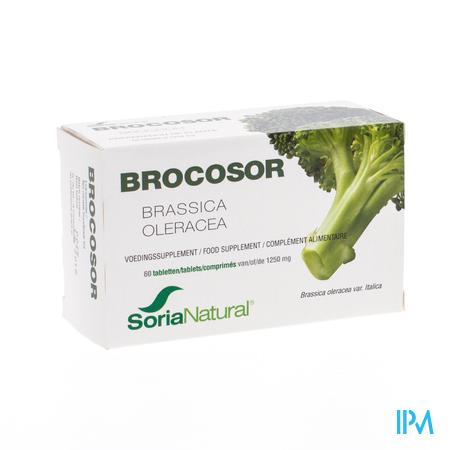 BROCOSOR
BROCOSOR
BRASSICA
OLERACEA
VOEDINGSSUPPLEMENT / FOOD SUPPLEMENT / COMPLÉMENT ALIMENTAIRE
60 tabletten/tablets/comprimés van/of/de 1250 mg
Brassica oleracea var. Italica
SoriaNatural®
IPM